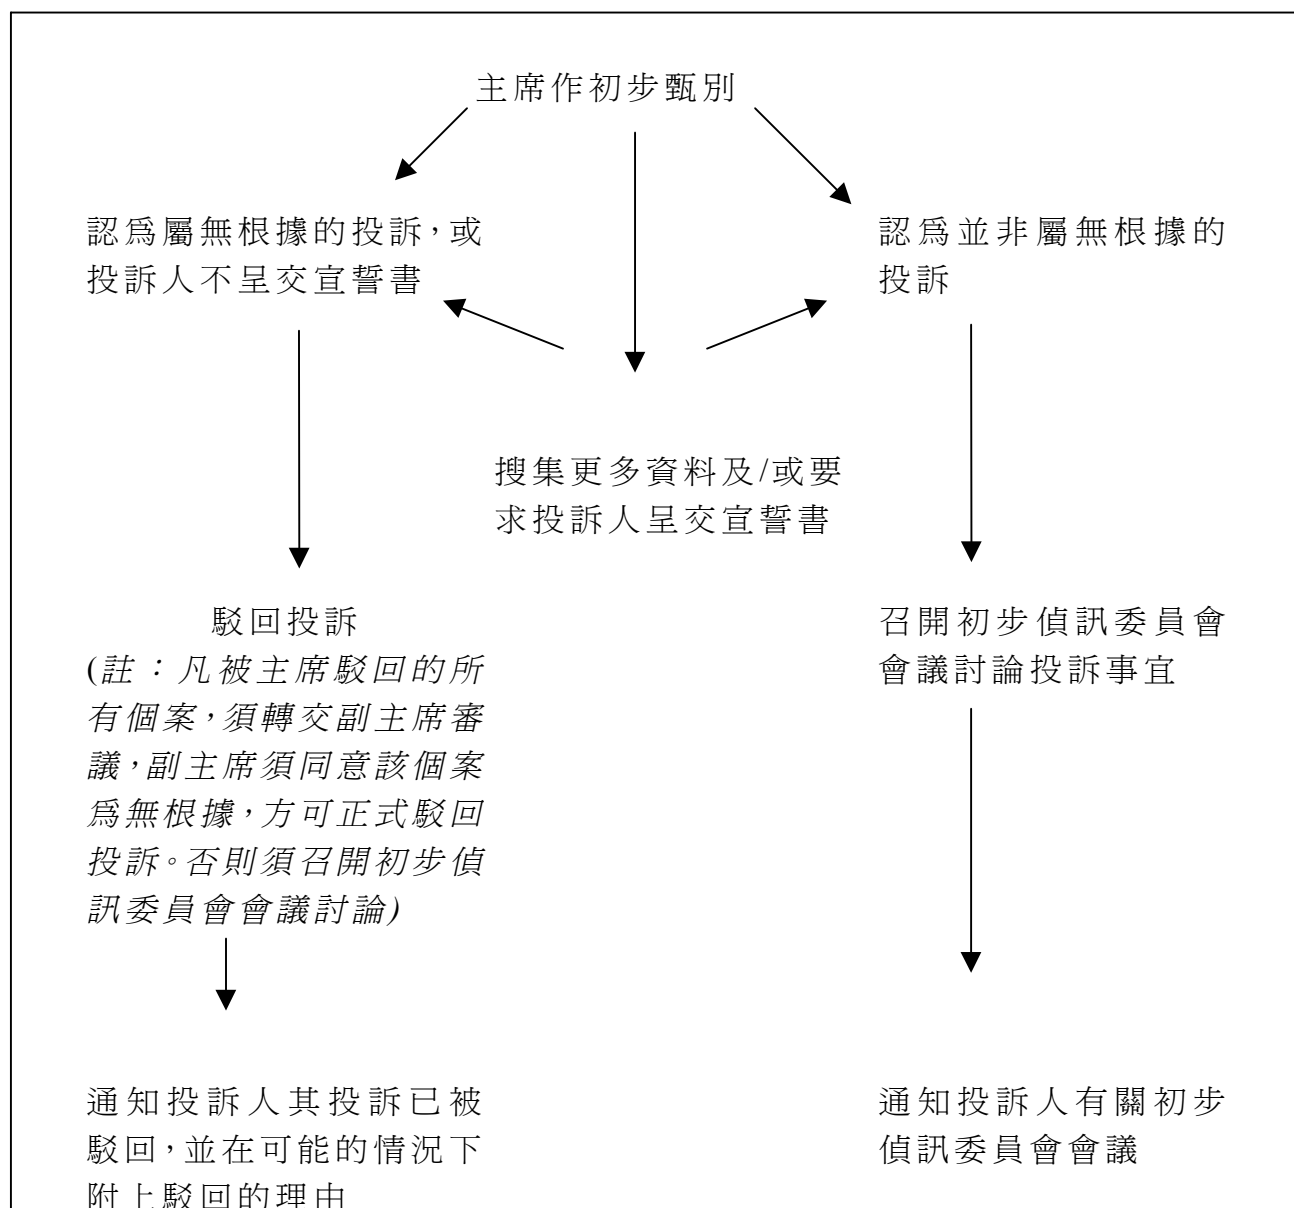 主席作初步甄別
認爲屬無根據的投訴，或
投訴人不呈交宣誓書
認爲並非屬無根據的
投訴
搜集更多資料及/或要
求投訴人呈交宣誓書
駁回投訴
(註：凡被主席駁回的所
有個案，須轉交副主席審
議，副主席須同意該個案
爲無根據，方可正式駁回
投訴。否則須召開初步偵
訊委員會會議討論)
召開初步偵訊委員會
會議討論投訴事宜
通知投訴人其投訴已被
駁回，並在可能的情況下
附上駁回的理由
通知投訴人有關初步
偵訊委員會會議